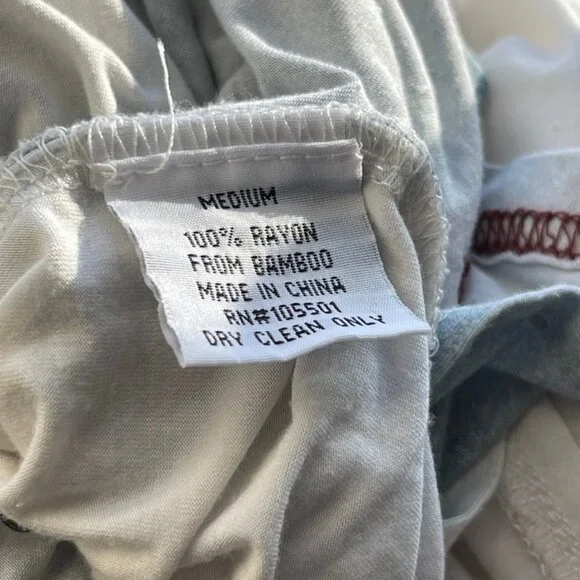 MEDIUM
100% RAYON
FROM BAMBOO
MADE IN CHINA
RN#105501
DRY CLEAN ONLY